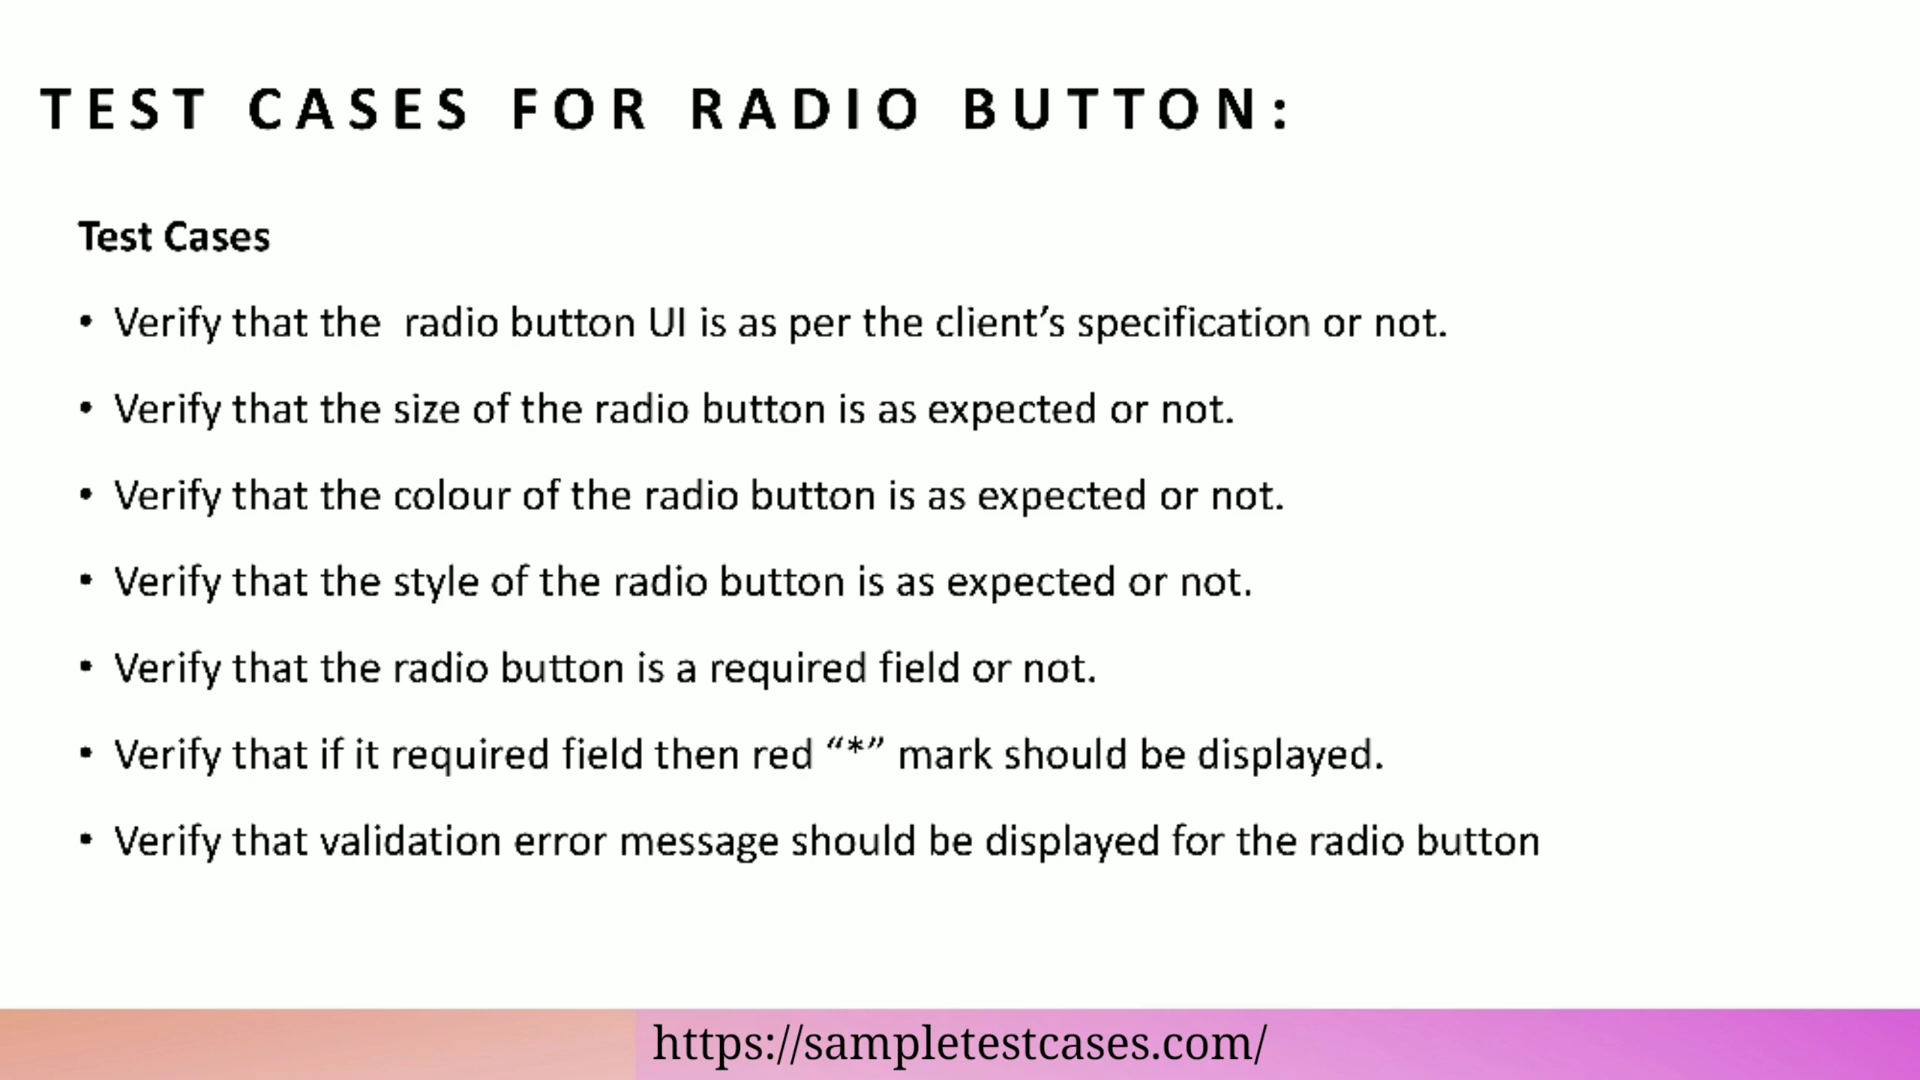 TEST CASES FOR RADIO BUTTON:
Test Cases
• Verify that the  radio button UI is as per the client’s specification or not.
• Verify that the size of the radio button is as expected or not.
• Verify that the colour of the radio button is as expected or not.
• Verify that the style of the radio button is as expected or not.
• Verify that the radio button is a required field or not.
• Verify that if it required field then red “*” mark should be displayed.
• Verify that validation error message should be displayed for the radio button
https://sampletestcases.com/